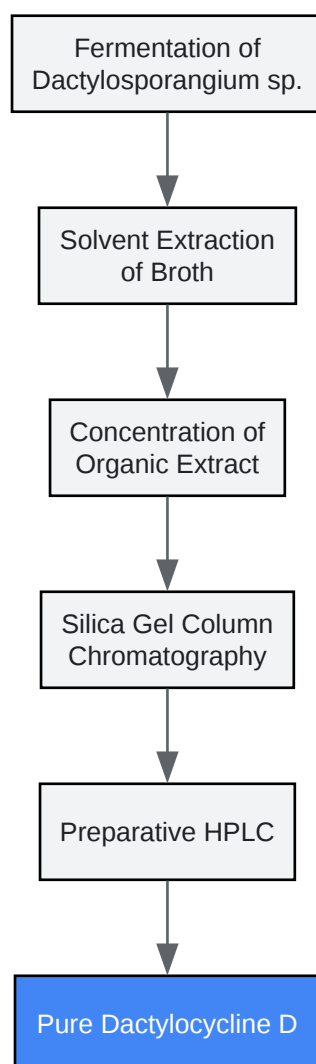 Fermentation of
Dactylosporangium sp.
Solvent Extraction
of Broth
Concentration of
Organic Extract
Silica Gel Column
Chromatography
Preparative HPLC
Pure Dactylocycline D